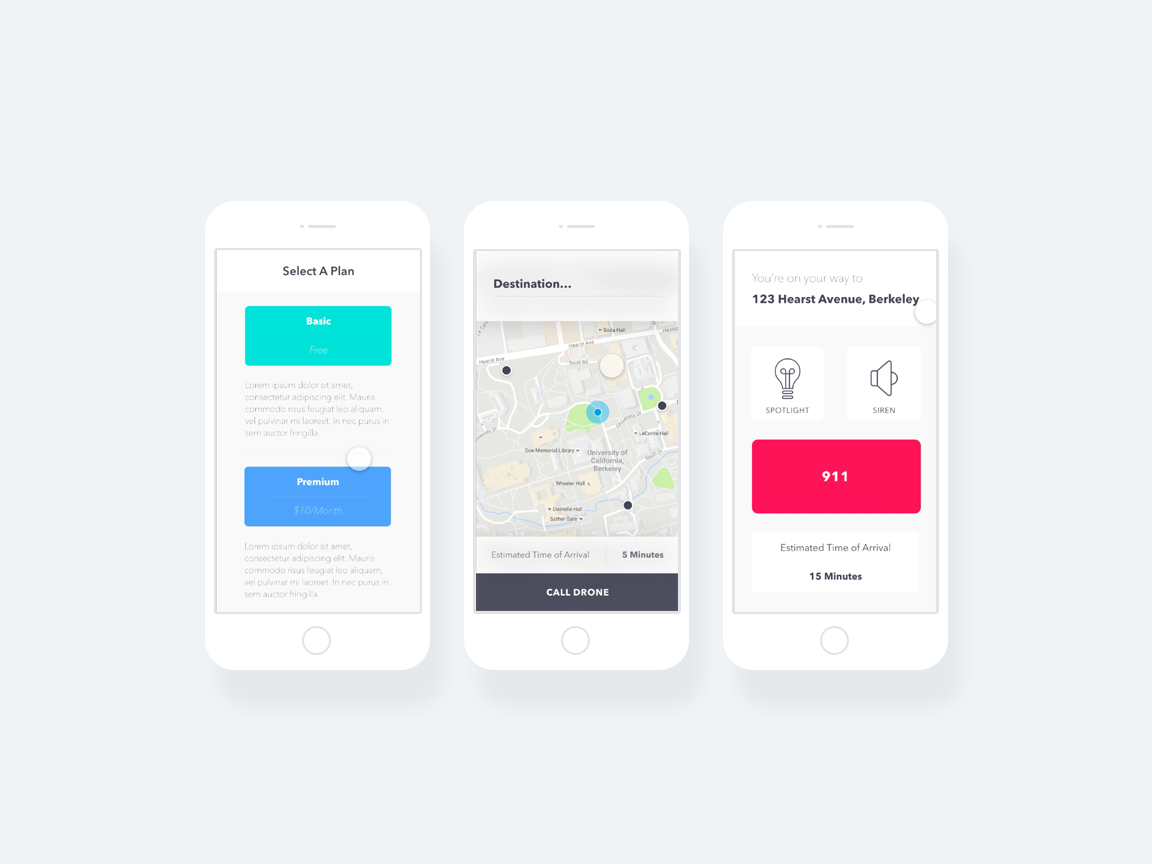 Select A Plan
Basic
Free
Lorem ipsum dolor sit amet,
consectetur adipiscing elit. Mauris
commodo risus feugiat leo aliquam,
vel pulvinar mi laoreet. In nec purus in
sem auctor fringilla.
Premium
$10/Month
Lorem ipsum dolor sit amet,
consectetur adipiscing elit. Mauris
commodo risus feugiat leo aliquam,
vel pulvinar mi laoreet. In nec purus in
sem auctor fringilla.
Destination...
Soda Hall
Hearst Ave
Hearst Ave
LeConte Hall
Doe Memorial Library
University of
California,
Berkeley
South Dr
University Dr
Wheeler Hall
Dwinelle Hall
Sather Gate
Estimated Time of Arrival
5 Minutes
CALL DRONE
You're on your way to
123 Hearst Avenue, Berkeley
SPOTLIGHT
SIREN
911
Estimated Time of Arrival
15 Minutes